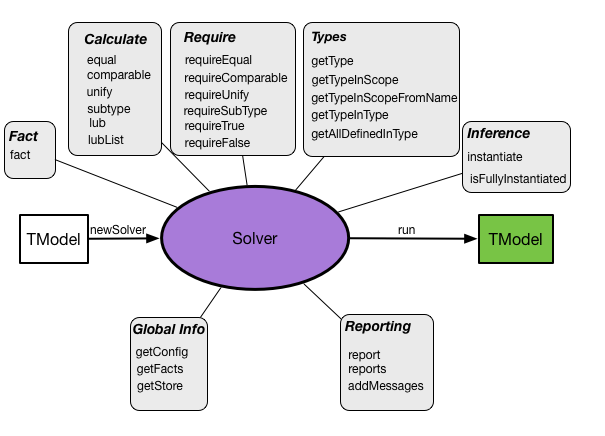 Calculate
equal
comparable
unify
subtype
lub
lubList
Require
requireEqual
requireComparable
requireUnify
requireSubType
requireTrue
requireFalse
Types
getType
getTypeInScope
getTypeInScopeFromName
getTypeInType
getAllDefinedInType
Fact
fact
Inference
instantiate
isFullyInstantiated
TModel
newSolver
Solver
run
TModel
Global Info
getConfig
getFacts
getStore
Reporting
report
reports
addMessages